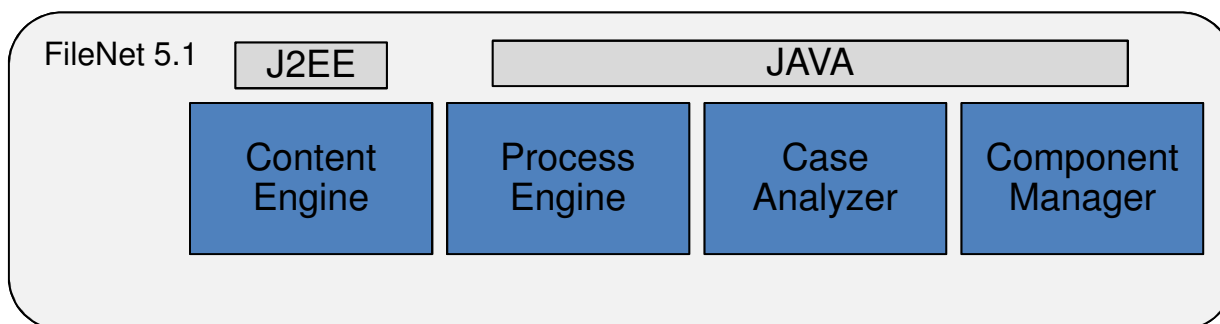 FileNet 5.1
J2EE
JAVA
Content
Engine
Process
Engine
Case
Analyzer
Component
Manager